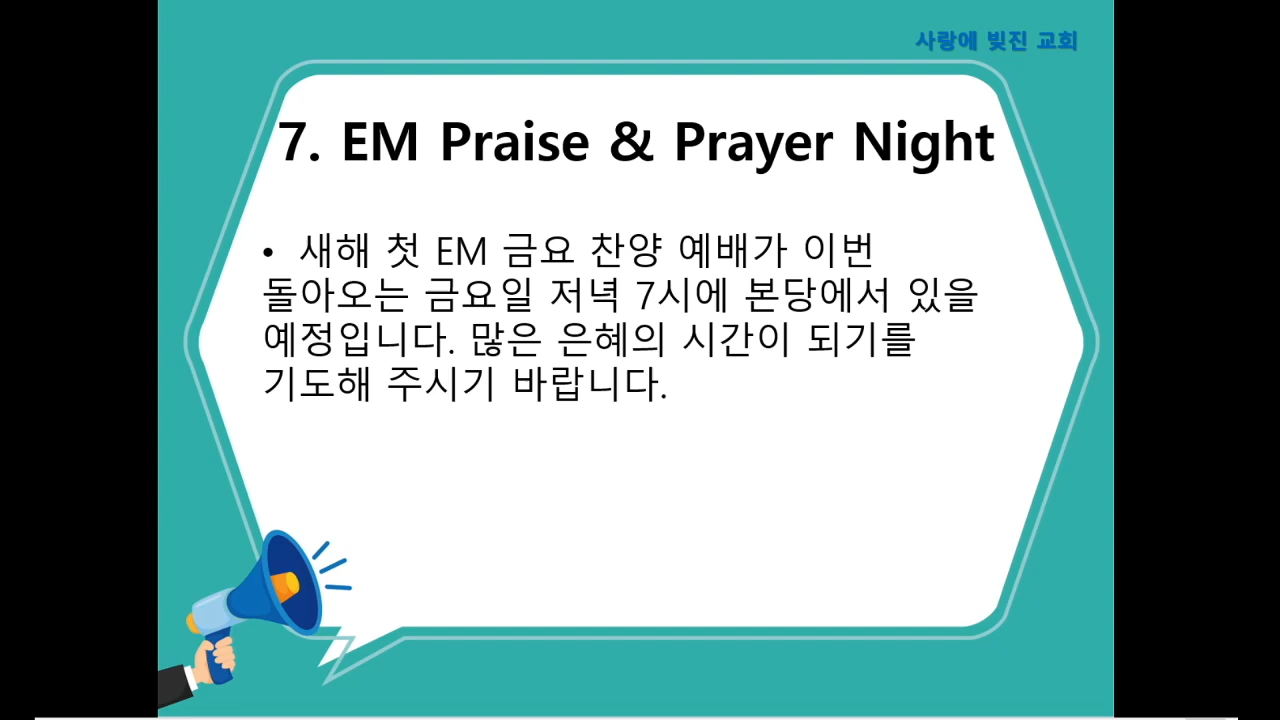 사랑에 빚진 교회
7. EM Praise & Prayer Night
• 새해 첫 EM 금요 찬양 예배가 이번
돌아오는 금요일 저녁 7시에 본당에서 있을
예정입니다. 많은 은혜의 시간이 되기를
기도해 주시기 바랍니다.